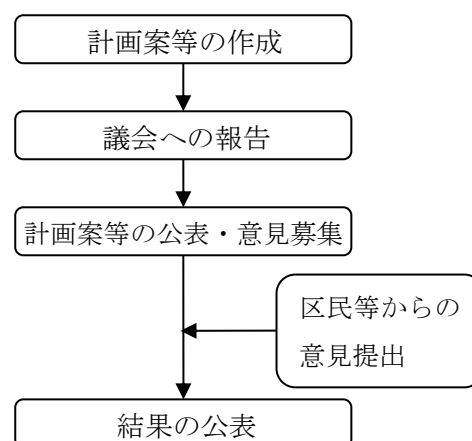 計画案等の作成
議会への報告
計画案等の公表・意見募集
区民等からの
意見提出
結果の公表